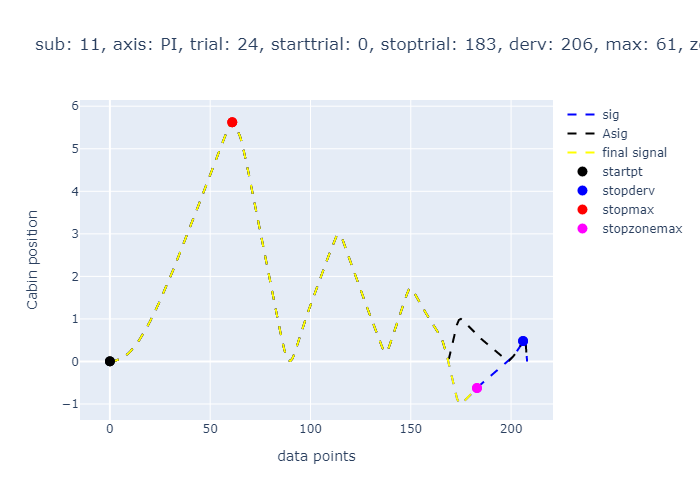 sub: 11, axis: PI, trial: 24, starttrial: 0, stoptrial: 183, derv: 206, max: 61,
sig
Asig
final signal
startpt
stopderv
stopmax
stopzonemax
Cabin position
6
5
4
3
2
1
0
−1
0
50
100
150
200
data points